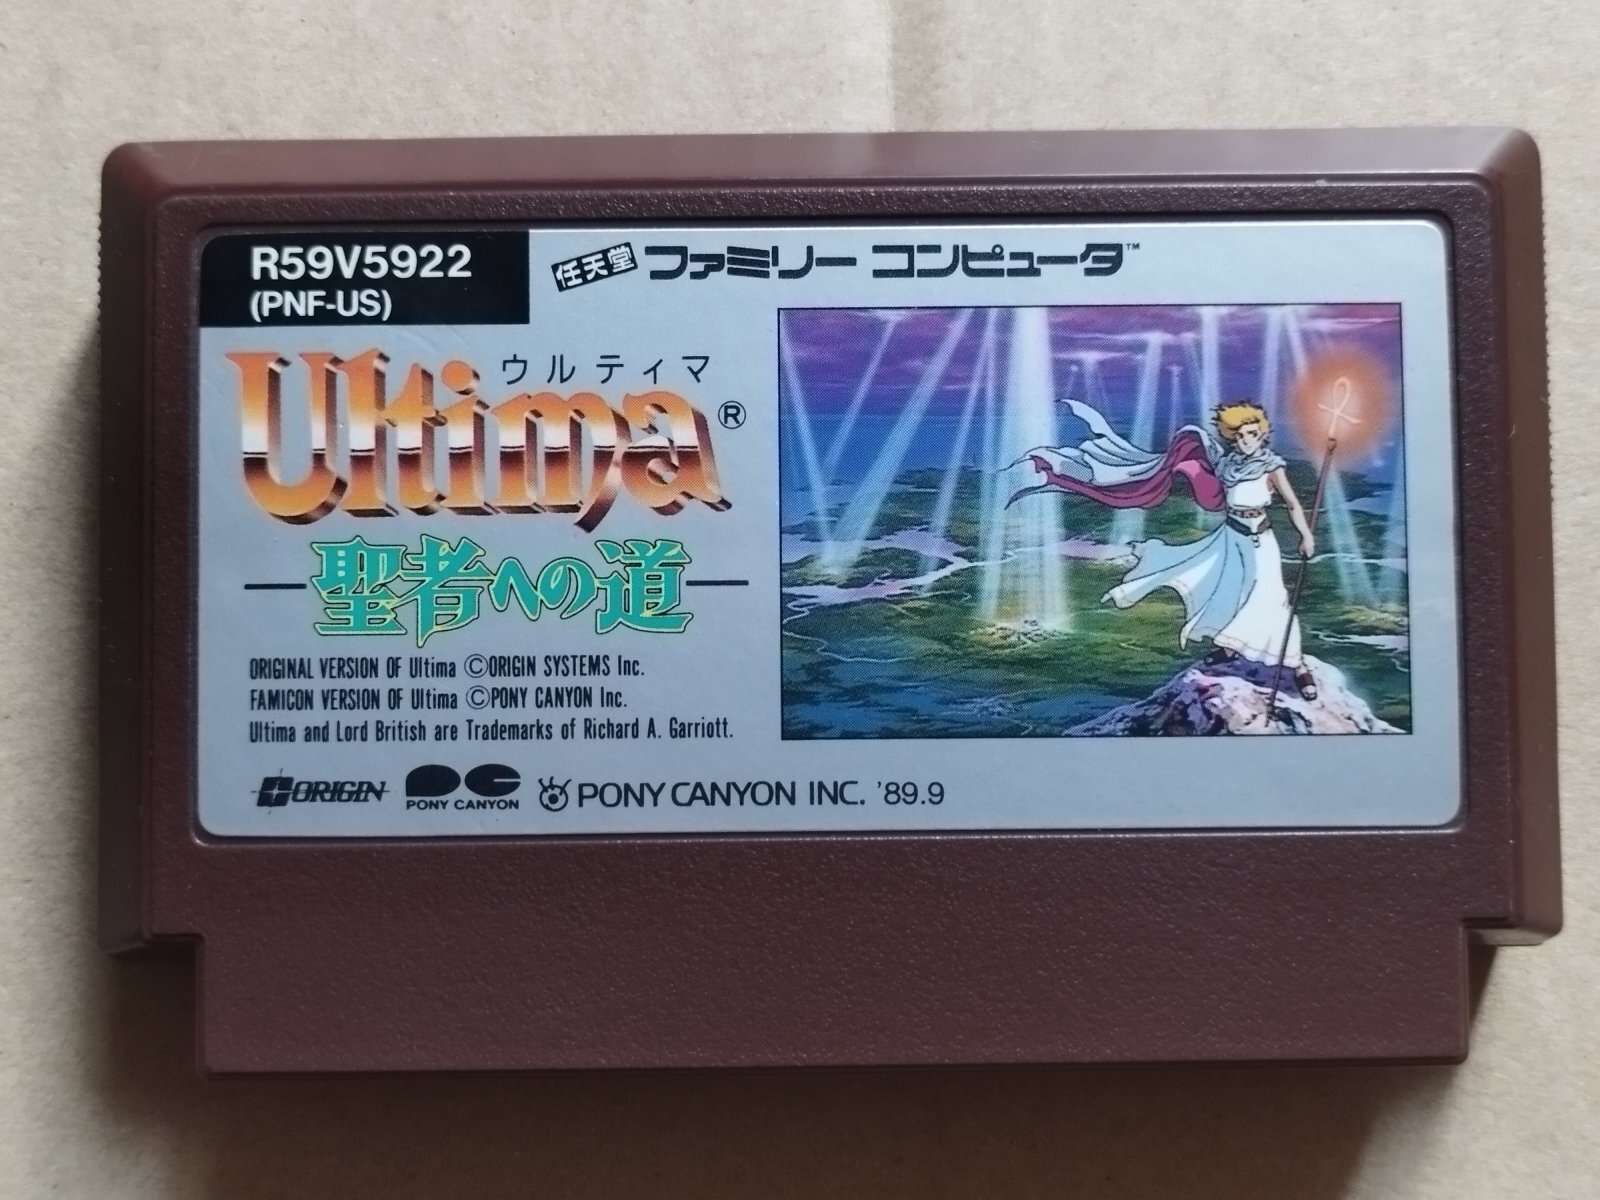 R59V5922
(PNF-US)
任天堂 ファミリー コンピュータ™
ウルティマ
Ultima®
聖者への道
ORIGINAL VERSION OF Ultima ©ORIGIN SYSTEMS Inc.
FAMICON VERSION OF Ultima ©PONY CANYON Inc.
Ultima and Lord British are Trademarks of Richard A. Garriott.
ORIGIN PONY CANYON PONY CANYON INC. '89.9